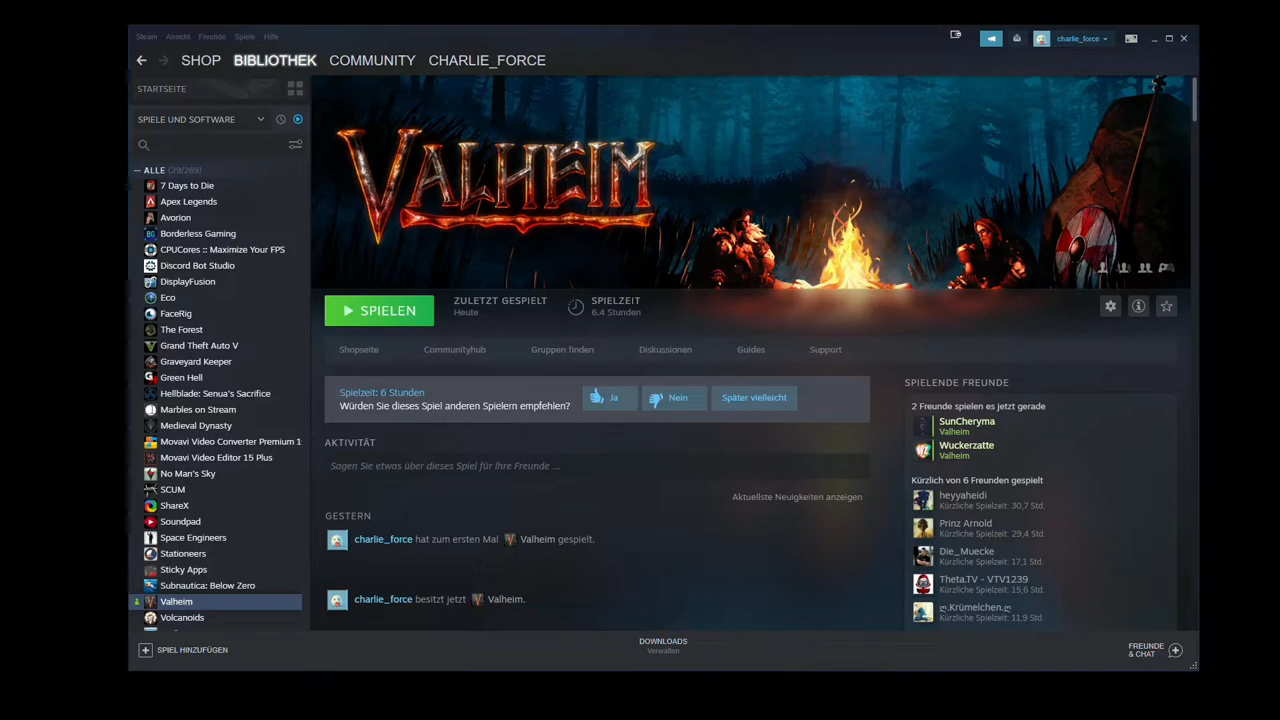 Steam Ansicht Freunde Spiele Hilfe
charlie_force
SHOP BIBLIOTHEK COMMUNITY CHARLIE_FORCE
STARTSEITE
SPIELE UND SOFTWARE
ALLE (29/269)
7 Days to Die
Apex Legends
Avorion
Borderless Gaming
CPUCores :: Maximize Your FPS
Discord Bot Studio
DisplayFusion
Eco
FaceRig
The Forest
Grand Theft Auto V
Graveyard Keeper
Green Hell
Hellblade: Senua's Sacrifice
Marbles on Stream
Medieval Dynasty
Movavi Video Converter Premium 1
Movavi Video Editor 15 Plus
No Man's Sky
SCUM
ShareX
Soundpad
Space Engineers
Stationeers
Sticky Apps
Subnautica: Below Zero
Valheim
Volcanoids
SPIEL HINZUFÜGEN
VALHEIM
SPIELEN
ZULETZT GESPIELT
Heute
SPIELZEIT
6,4 Stunden
Shopseite Communityhub Gruppen finden Diskussionen Guides Support
Spielzeit: 6 Stunden
Würden Sie dieses Spiel anderen Spielern empfehlen?
Ja Nein Später vielleicht
AKTIVITÄT
Sagen Sie etwas über dieses Spiel für Ihre Freunde ...
Aktuellste Neuigkeiten anzeigen
GESTERN
charlie_force hat zum ersten Mal Valheim gespielt.
charlie_force besitzt jetzt Valheim.
SPIELENDE FREUNDE
2 Freunde spielen es jetzt gerade
SunCheryma
Valheim
Wuckerzatte
Valheim
Kürzlich von 6 Freunden gespielt
heyyaheidi
Kürzliche Spielzeit: 30,7 Std.
Prinz Arnold
Kürzliche Spielzeit: 29,4 Std.
Die_Muecke
Kürzliche Spielzeit: 17,1 Std.
Theta.TV - VTV1239
Kürzliche Spielzeit: 15,6 Std.
ღ.Krümelchen.ღ
Kürzliche Spielzeit: 11,9 Std.
DOWNLOADS
Verwalten
FREUNDE
& CHAT